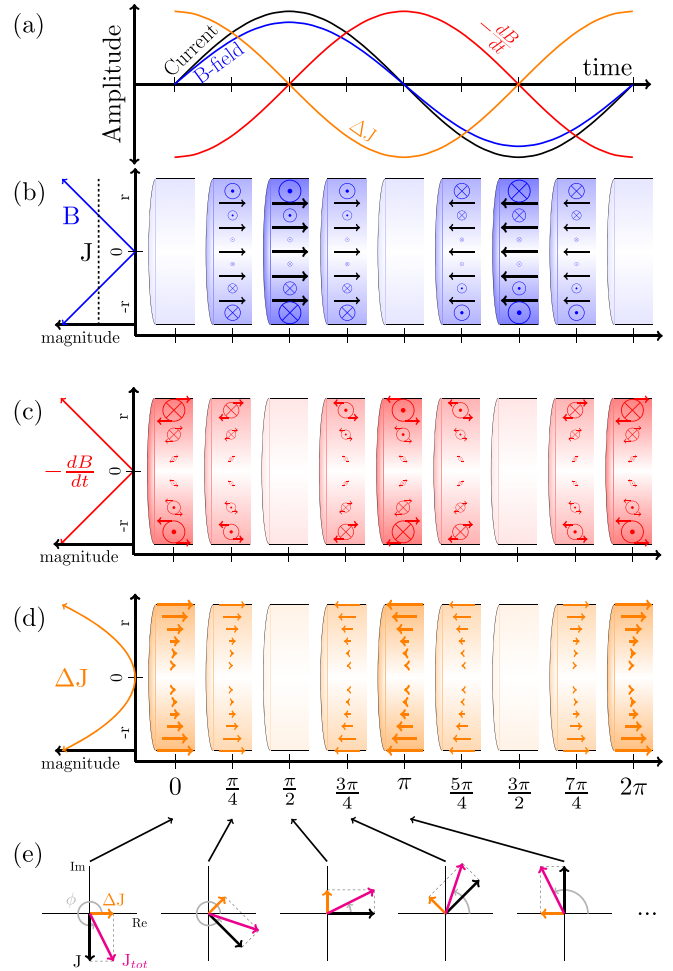 (a)
Amplitude
Current
B-field
−dB/dt
ΔJ
time
(b)
B
J
r
0
-r
magnitude
(c)
−dB/dt
r
0
-r
magnitude
(d)
ΔJ
r
0
-r
magnitude
0 π/4 π/2 3π/4 π 5π/4 3π/2 7π/4 2π
(e)
Im
ϕ
ΔJ
Re
J
J_tot
...